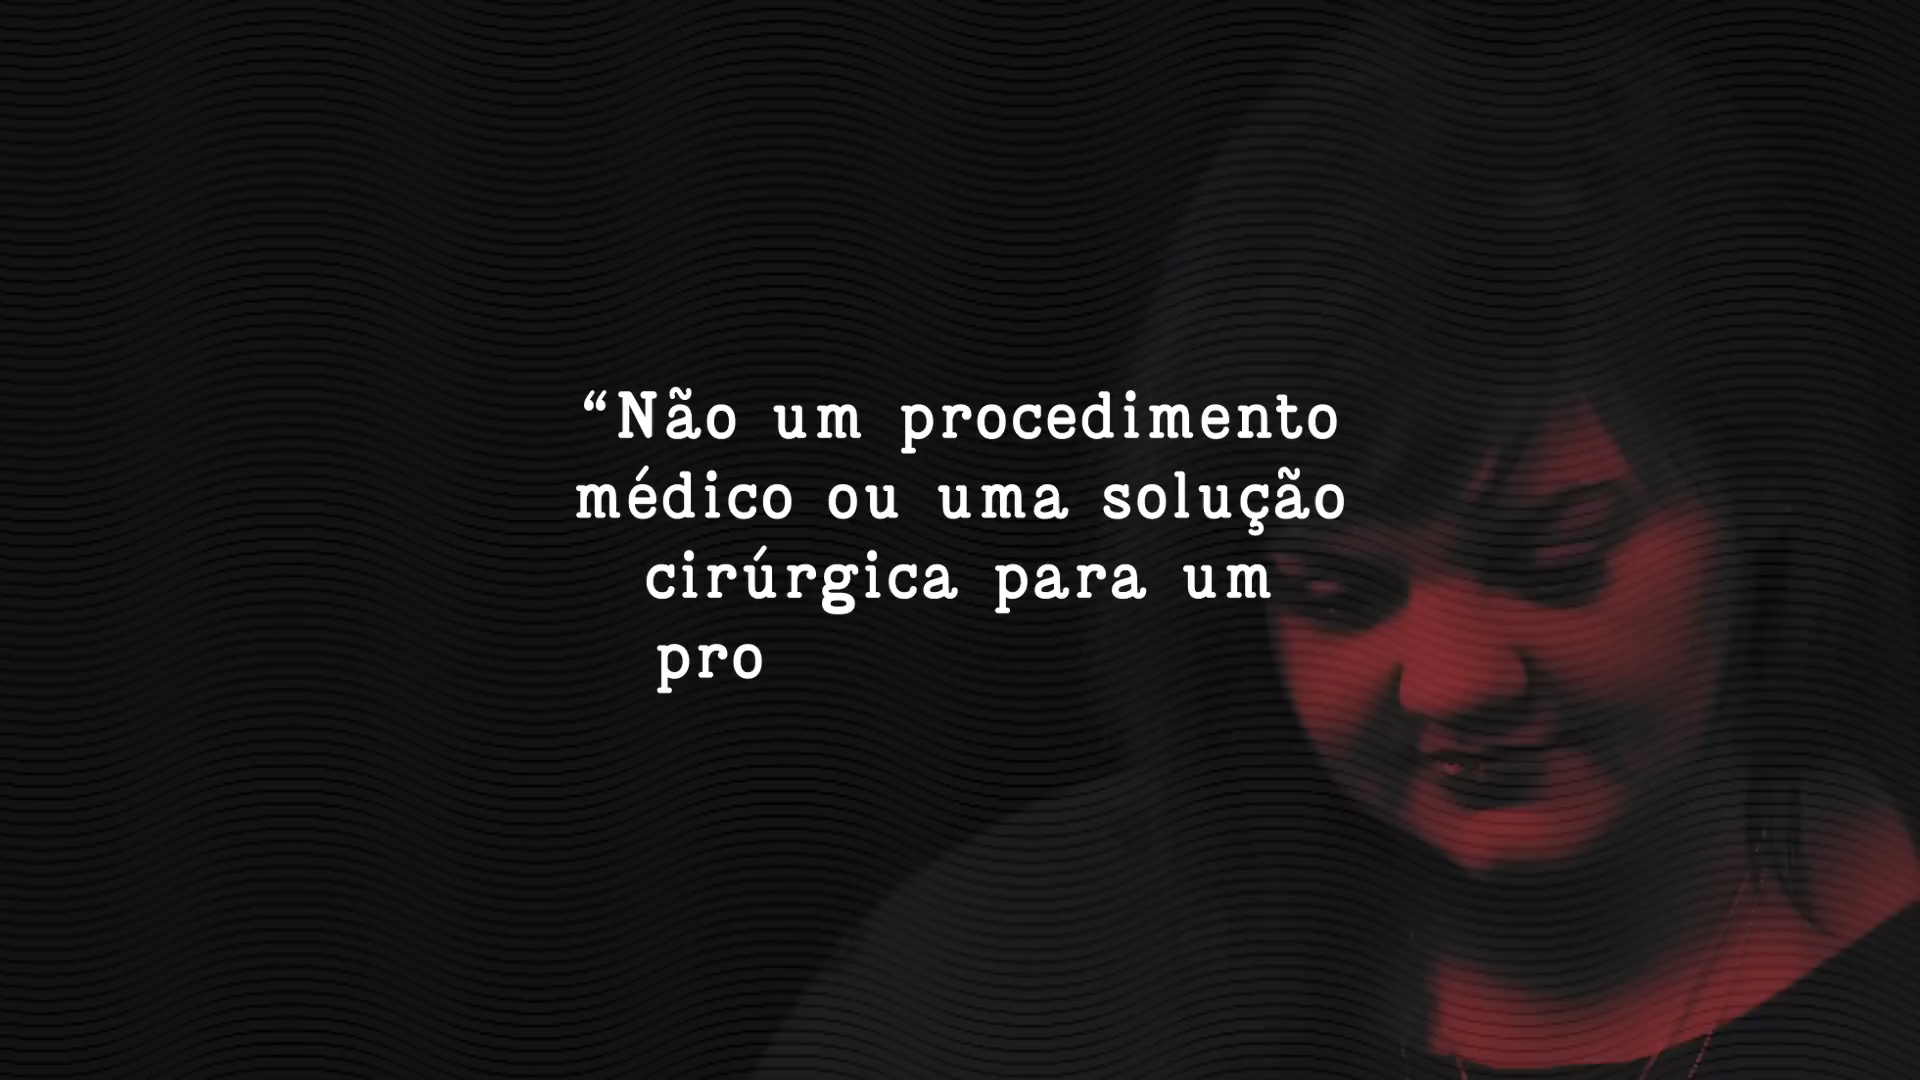 “Não um procedimento
médico ou uma solução
cirúrgica para um
pro